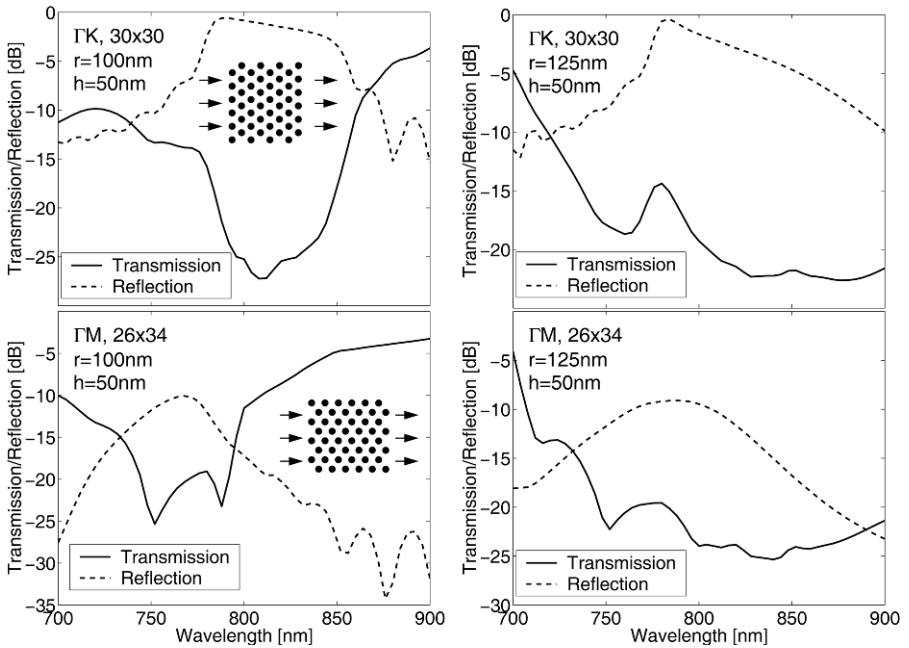 0
-5
-10
-15
-20
-25
Transmission/Reflection [dB]
ΓK, 30x30
r=100nm
h=50nm
Transmission
Reflection
0
-5
-10
-15
-20
Transmission/Reflection [dB]
ΓK, 30x30
r=125nm
h=50nm
Transmission
Reflection
-5
-10
-15
-20
-25
-30
-35
Transmission/Reflection [dB]
ΓM, 26x34
r=100nm
h=50nm
Transmission
Reflection
700
750
800
850
900
Wavelength [nm]
-5
-10
-15
-20
-25
-30
Transmission/Reflection [dB]
ΓM, 26x34
r=125nm
h=50nm
Transmission
Reflection
700
750
800
850
900
Wavelength [nm]